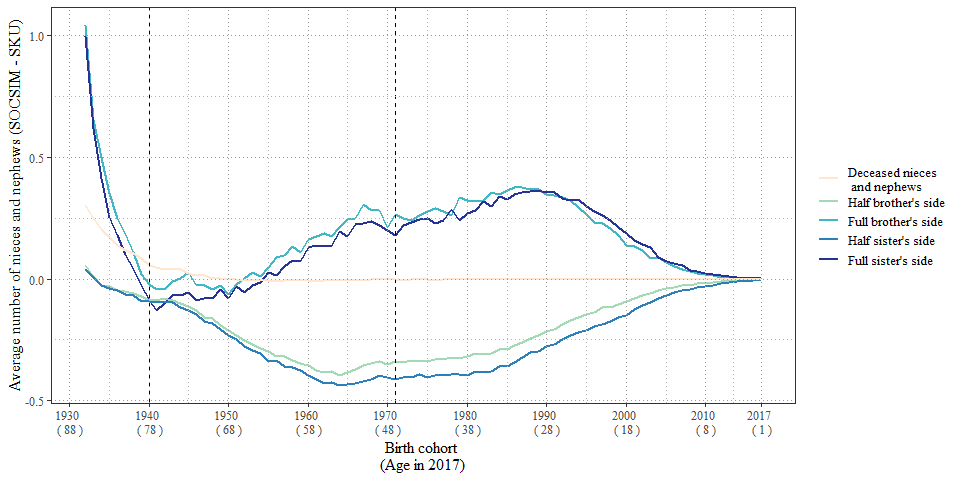 Average number of nieces and nephews (SOCSIM - SKU)
1.0
0.5
0.0
-0.5
1930 1940 1950 1960 1970 1980 1990 2000 2010 2017
( 88 ) ( 78 ) ( 68 ) ( 58 ) ( 48 ) ( 38 ) ( 28 ) ( 18 ) ( 8 ) ( 1 )
Birth cohort
(Age in 2017)
Deceased nieces
and nephews
Half brother's side
Full brother's side
Half sister's side
Full sister's side